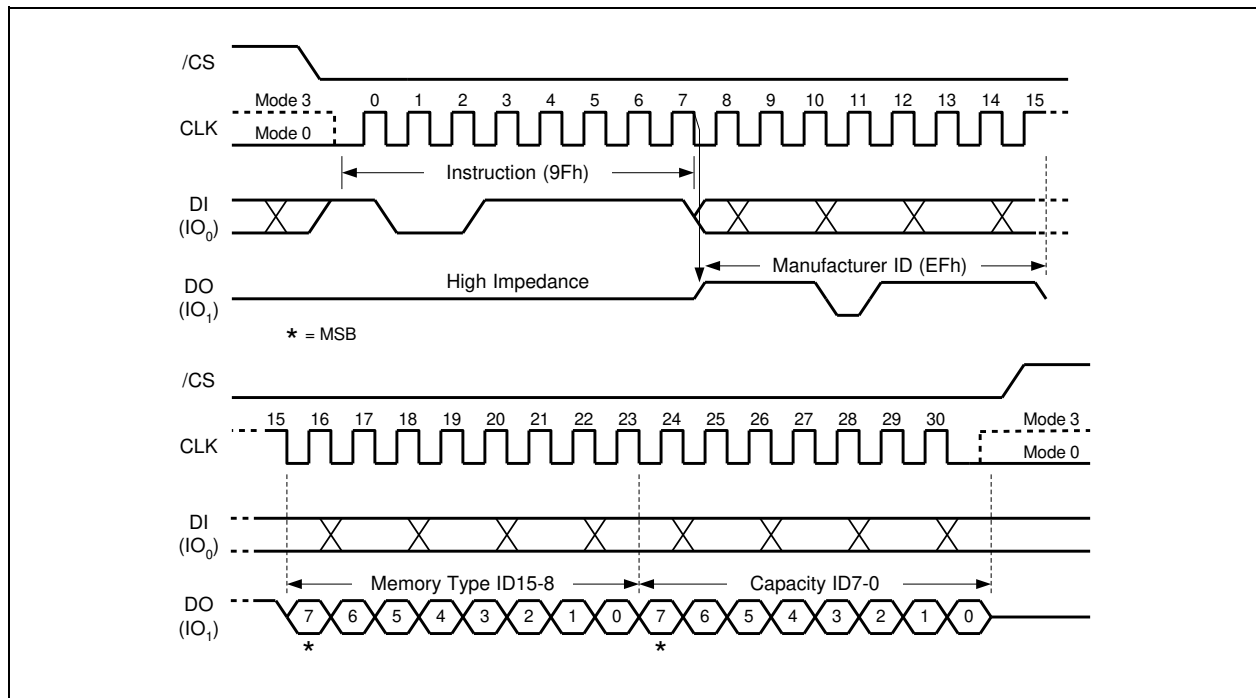 /CS
Mode 3 0 1 2 3 4 5 6 7 8 9 10 11 12 13 14 15
CLK
Mode 0
Instruction (9Fh)
DI
(IO0)
Manufacturer ID (EFh)
High Impedance
DO
(IO1)
* = MSB
/CS
15 16 17 18 19 20 21 22 23 24 25 26 27 28 29 30 Mode 3
CLK
Mode 0
DI
(IO0)
Memory Type ID15-8 Capacity ID7-0
DO
(IO1)
7 6 5 4 3 2 1 0 7 6 5 4 3 2 1 0
* *